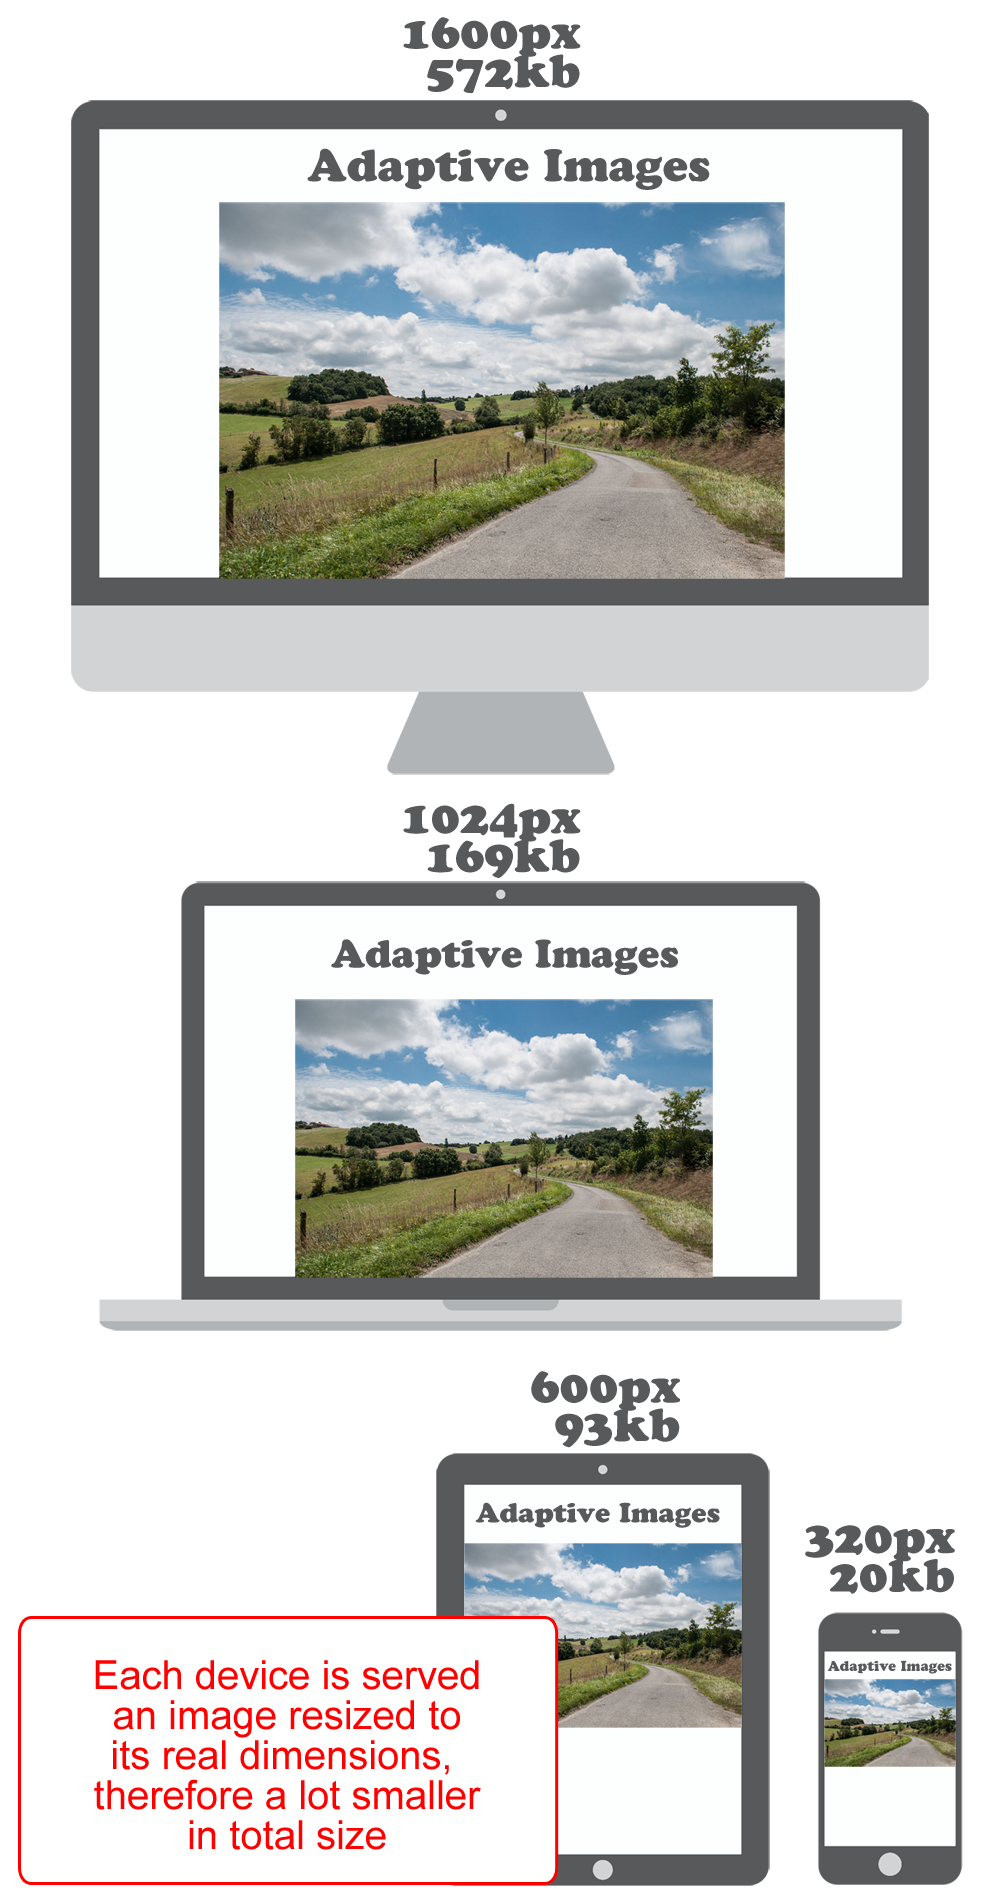 1600px
572kb
Adaptive Images
1024px
169kb
Adaptive Images
600px
93kb
Adaptive Images
320px
20kb
Adaptive Images
Each device is served
an image resized to
its real dimensions,
therefore a lot smaller
in total size